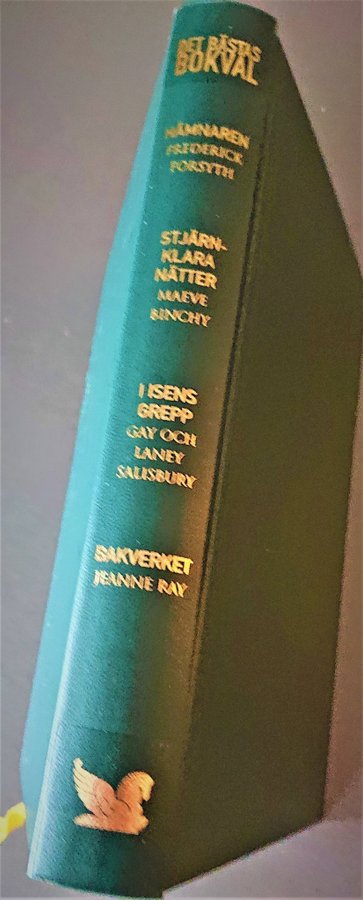 DET BÄSTAS
BOKVAL
HÄMNAREN
FREDERICK
FORSYTH
STJÄRN-
KLARA
NÄTTER
MAEVE
BINCHY
I ISENS
GREPP
GAY OCH
LANEY
SALISBURY
BAKVERKET
JEANNE RAY